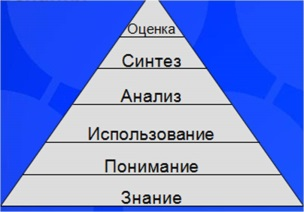 Оценка
Синтез
Анализ
Использование
Понимание
Знание